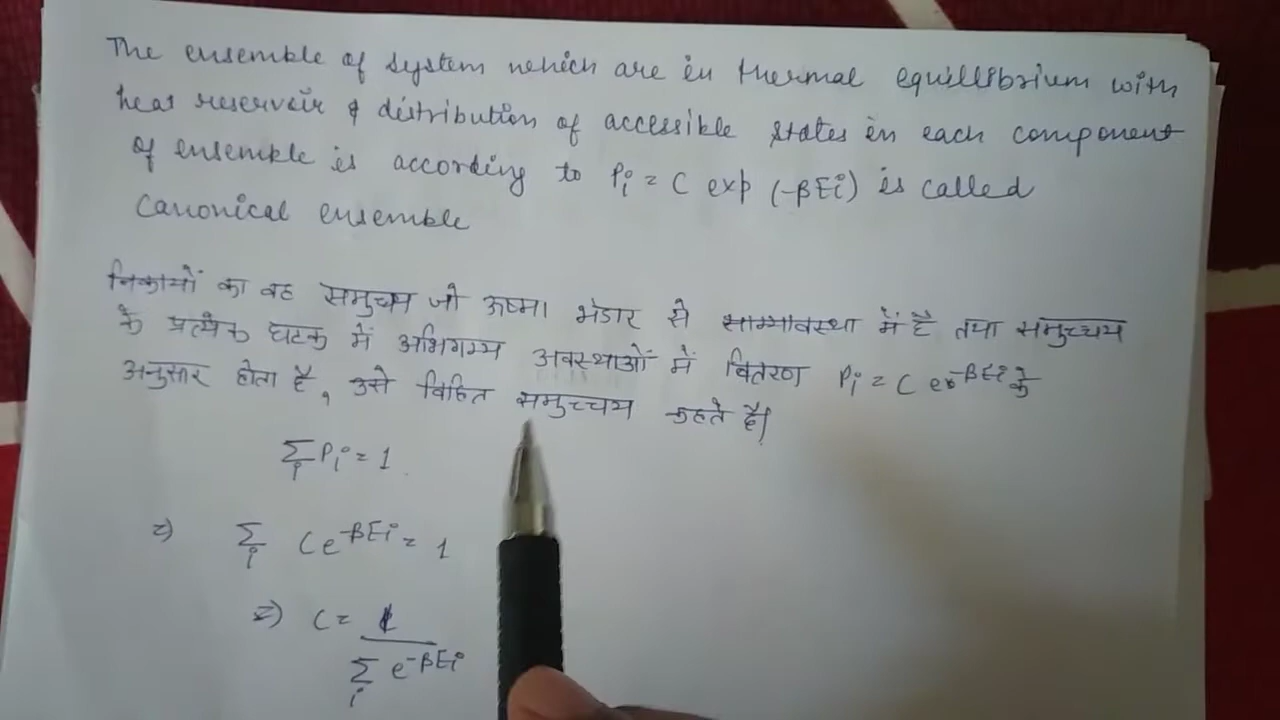 The ensemble of system which are in thermal equillibrium with
heat reservoir & distribution of accessible states in each component
of ensemble is according to Pi = C exp (-βEi) is called
Canonical ensemble
निकायों का वह समुच्चय जो ऊष्मा भंडार से साम्यावस्था में है तथा समुच्चय
के प्रत्येक घटक में अभिगम्य अवस्थाओं में वितरण Pi = C e^-βEi के
अनुसार होता है, उसे विहित समुच्चय कहते है।
Σi Pi = 1
=) Σi C e^-βEi = 1
=) C = 1
Σi e^-βEi